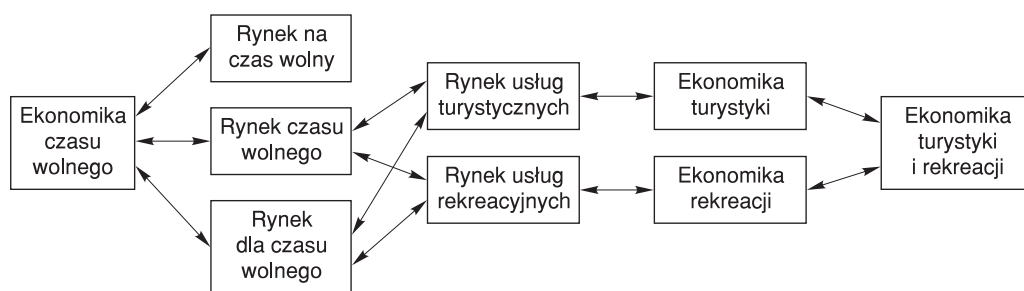 Ekonomika
czasu
wolnego
Rynek na
czas wolny
Rynek czasu
wolnego
Rynek
dla czasu
wolnego
Rynek usług
turystycznych
Rynek usług
rekreacyjnych
Ekonomika
turystyki
Ekonomika
rekreacji
Ekonomika
turystyki
i rekreacji